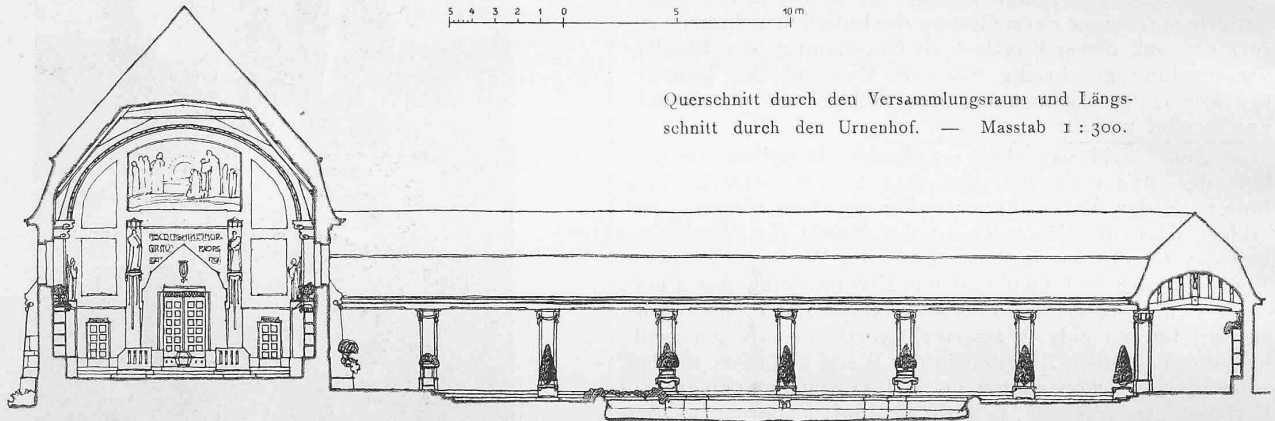 5 4 3 2 1 0 5 10 m.
Querschnitt durch den Versammlungsraum und Längs-
schnitt durch den Urnenhof. — Masstab 1 : 300.